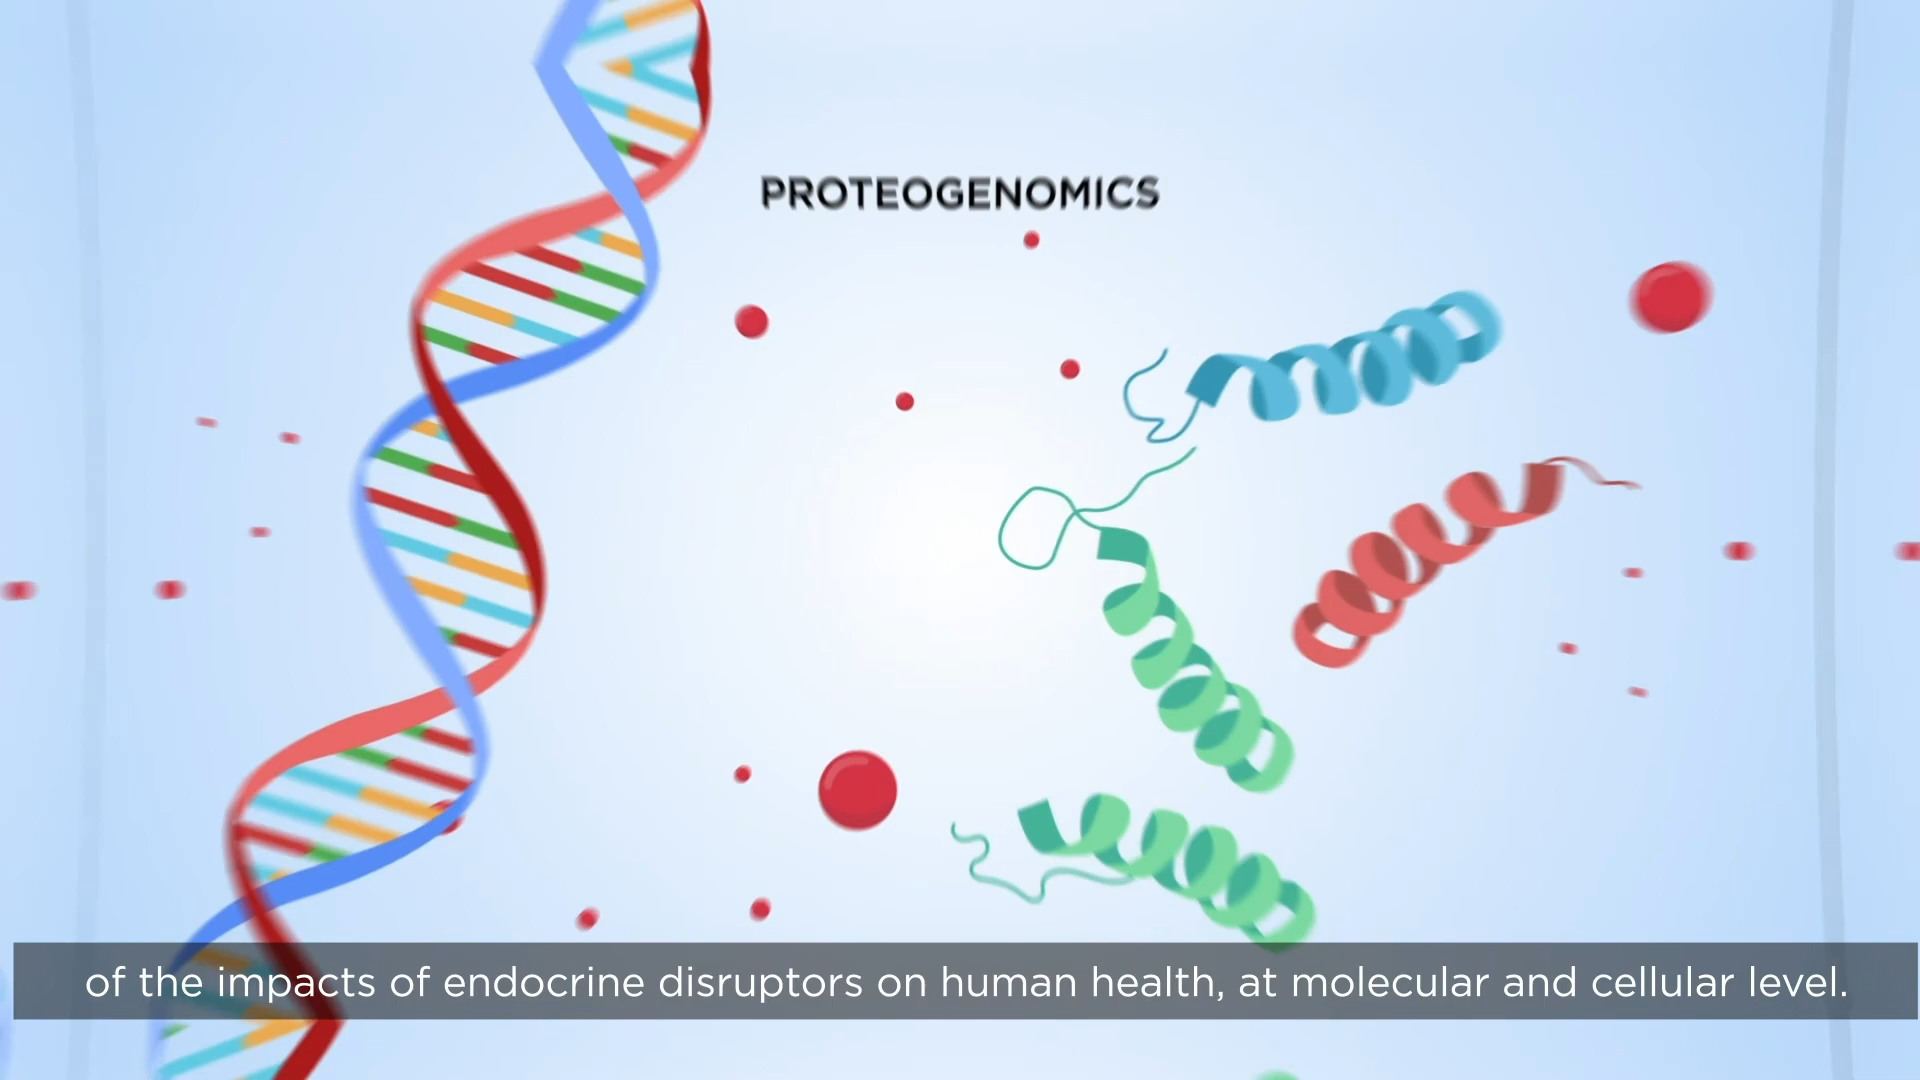 PROTEOGENOMICS
of the impacts of endocrine disruptors on human health, at molecular and cellular level.